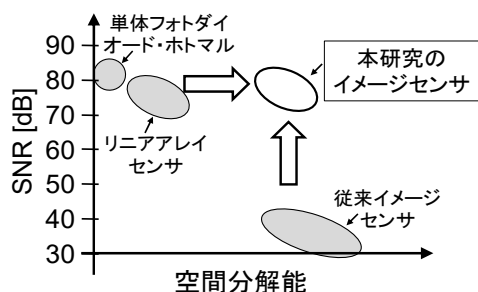 単体フォトダイ
オード・ホトマル
本研究の
イメージセンサ
リニアアレイ
センサ
従来イメージ
センサ
SNR [dB]
90
80
70
60
50
40
30
空間分解能